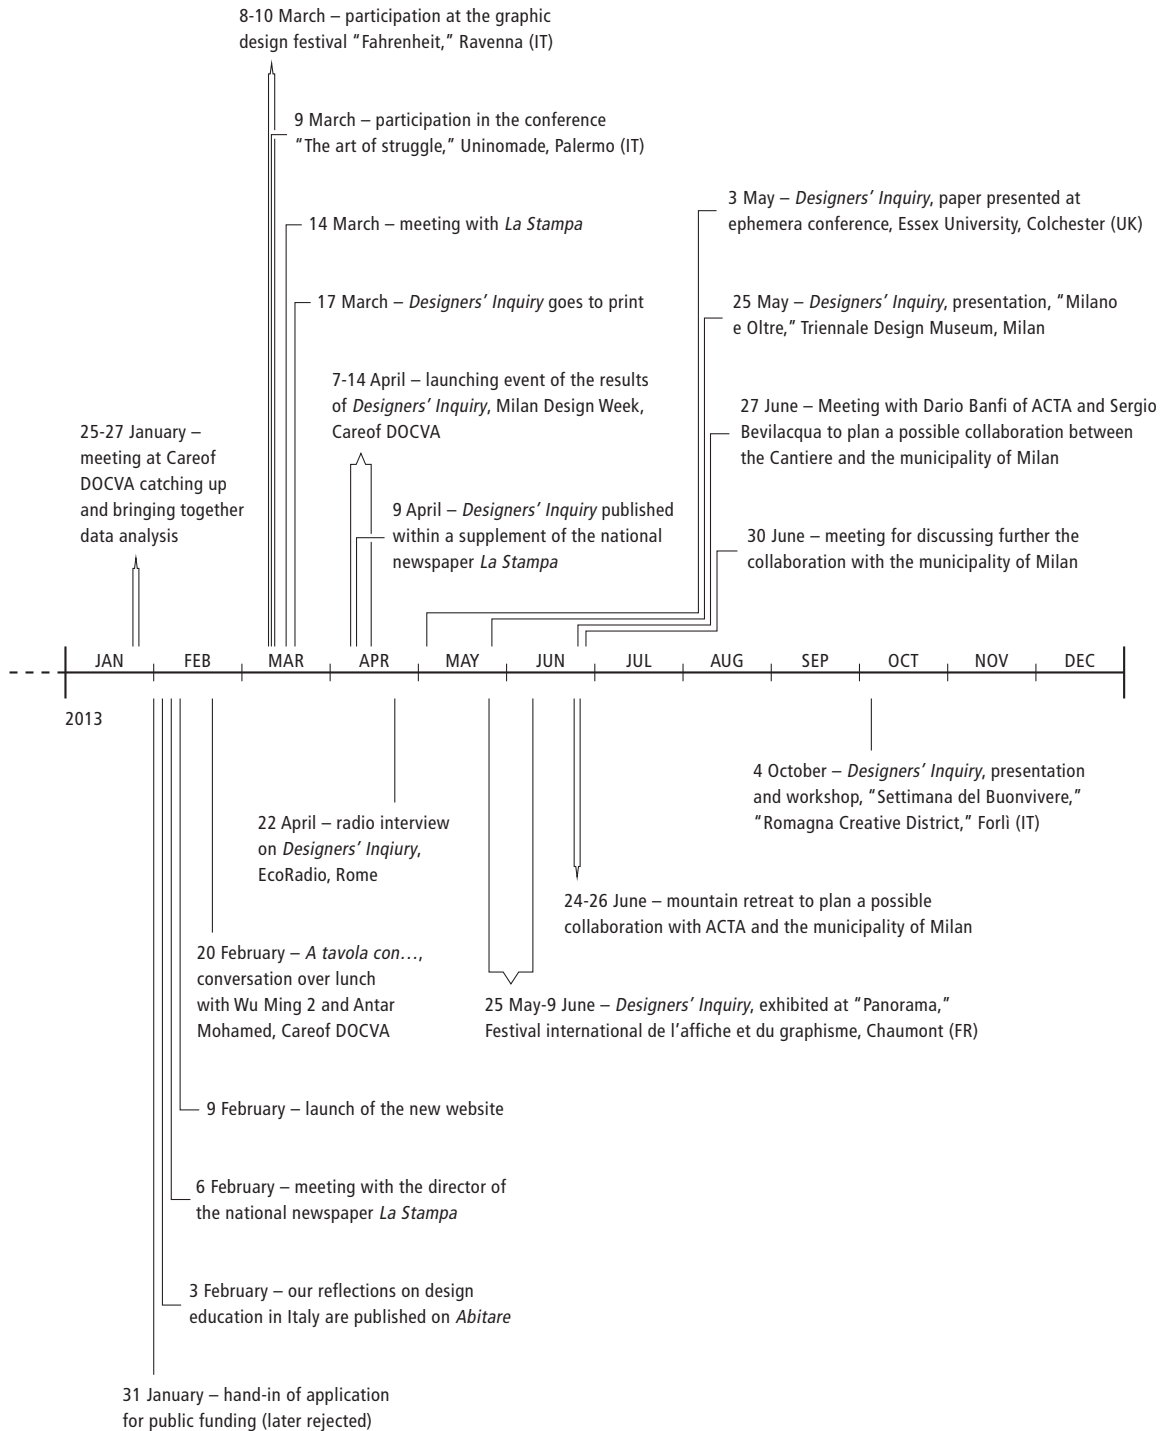 8-10 March – participation at the graphic
design festival “Fahrenheit,” Ravenna (IT)
9 March – participation in the conference
“The art of struggle,” Uninomade, Palermo (IT)
14 March – meeting with La Stampa
17 March – Designers’ Inquiry goes to print
7-14 April – launching event of the results
of Designers’ Inquiry, Milan Design Week,
Careof DOCVA
25-27 January –
meeting at Careof
DOCVA catching up
and bringing together
data analysis
9 April – Designers’ Inquiry published
within a supplement of the national
newspaper La Stampa
3 May – Designers’ Inquiry, paper presented at
ephemera conference, Essex University, Colchester (UK)
25 May – Designers’ Inquiry, presentation, “Milano
e Oltre,” Triennale Design Museum, Milan
27 June – Meeting with Dario Banfi of ACTA and Sergio
Bevilacqua to plan a possible collaboration between
the Cantiere and the municipality of Milan
30 June – meeting for discussing further the
collaboration with the municipality of Milan
JAN FEB MAR APR MAY JUN JUL AUG SEP OCT NOV DEC
2013
4 October – Designers’ Inquiry, presentation
and workshop, “Settimana del Buonvivere,”
“Romagna Creative District,” Forlì (IT)
22 April – radio interview
on Designers’ Inqiury,
EcoRadio, Rome
24-26 June – mountain retreat to plan a possible
collaboration with ACTA and the municipality of Milan
20 February – A tavola con…,
conversation over lunch
with Wu Ming 2 and Antar
Mohamed, Careof DOCVA
25 May-9 June – Designers’ Inquiry, exhibited at “Panorama,”
Festival international de l’affiche et du graphisme, Chaumont (FR)
9 February – launch of the new website
6 February – meeting with the director of
the national newspaper La Stampa
3 February – our reflections on design
education in Italy are published on Abitare
31 January – hand-in of application
for public funding (later rejected)